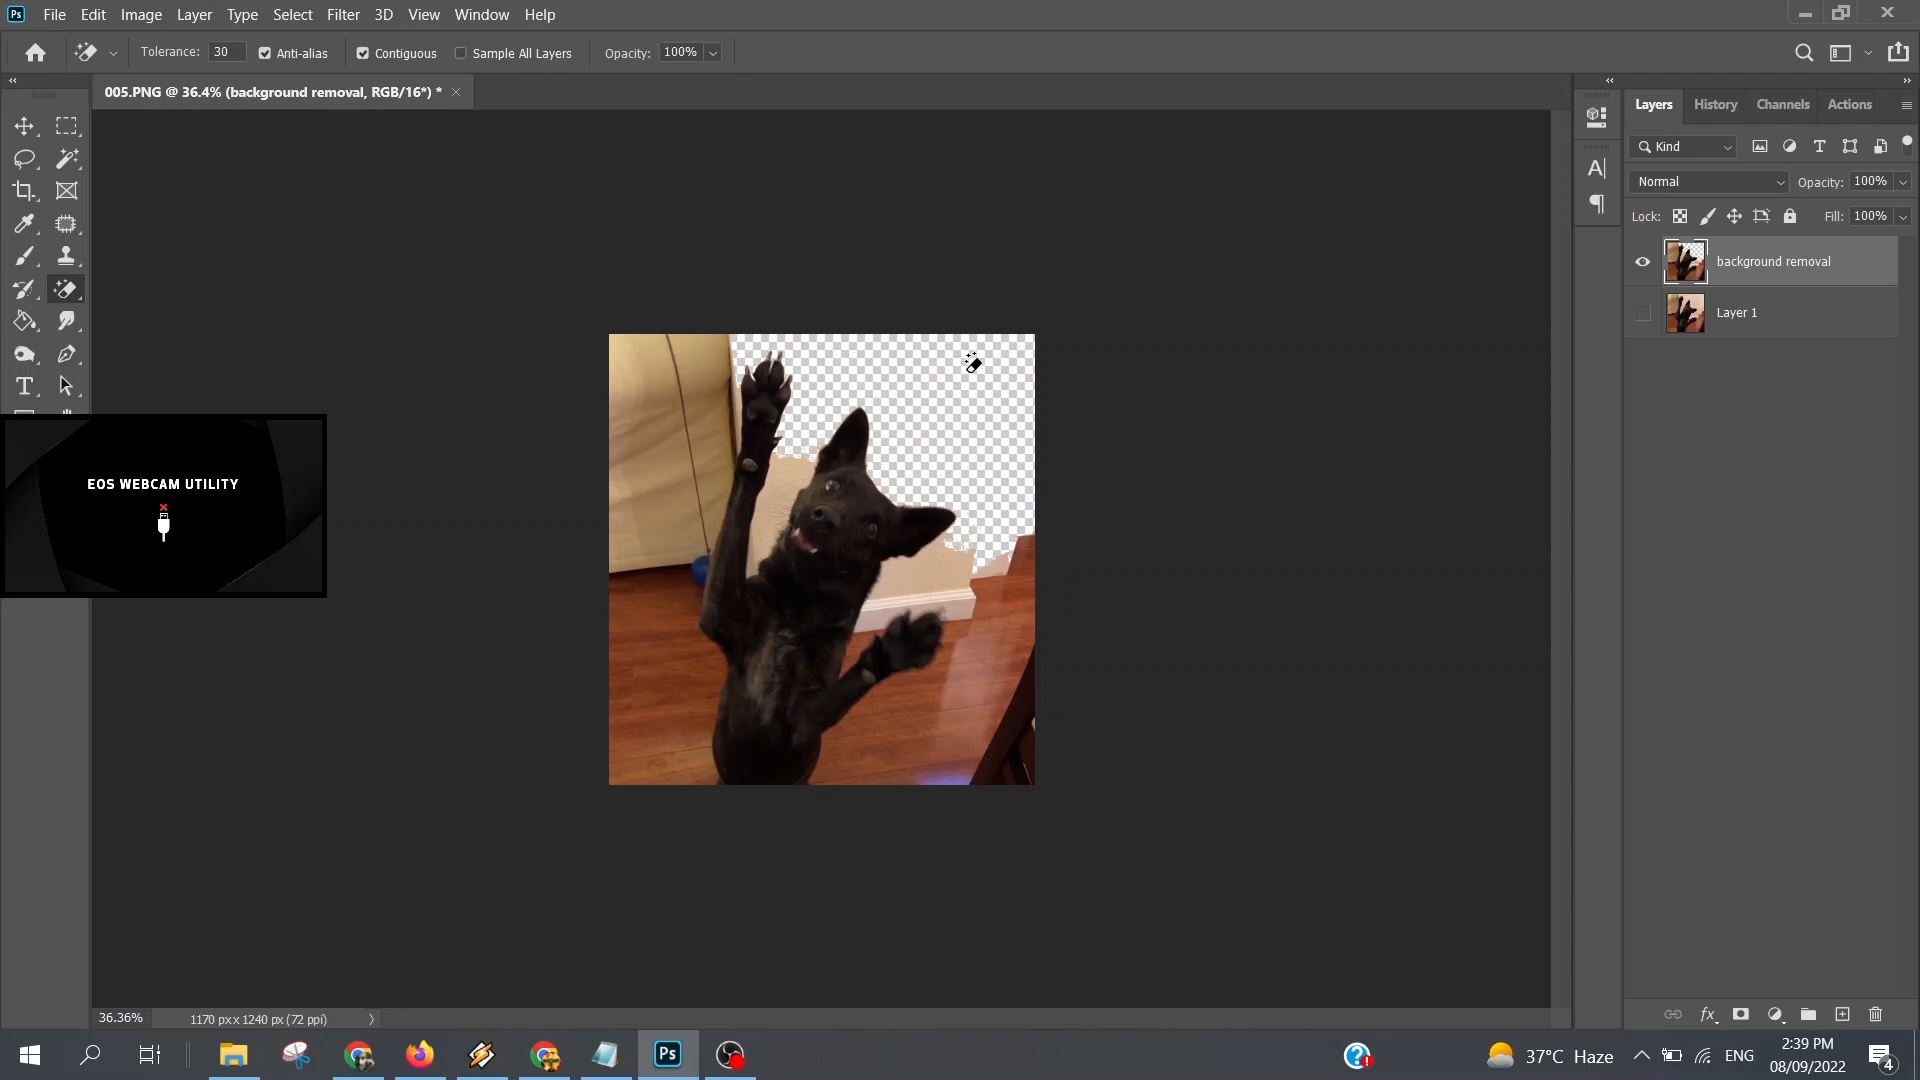 Ps File Edit Image Layer Type Select Filter 3D View Window Help
Tolerance: 30 Anti-alias Contiguous Sample All Layers Opacity: 100%
005.PNG @ 36.4% (background removal, RGB/16*) *
Layers History Channels Actions
Kind
Normal Opacity: 100%
Lock: Fill: 100%
background removal
Layer 1
EOS WEBCAM UTILITY
36.36% 1170 px x 1240 px (72 ppi)
Ps
37°C Haze ENG
2:39 PM
08/09/2022
4